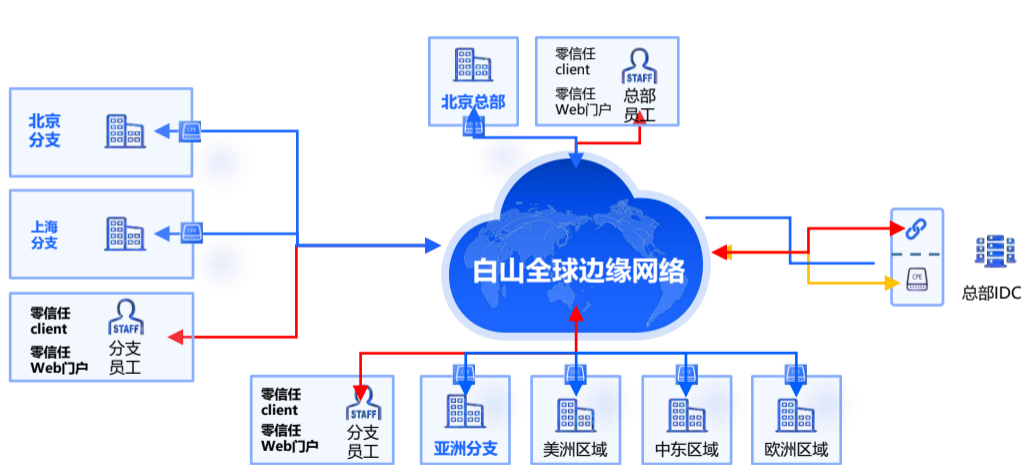 北京总部
零信任
client
零信任
Web门户
STAFF
总部
员工
北京
分支
CPE
上海
分支
CPE
零信任
client
零信任
Web门户
STAFF
分支
员工
白山全球边缘网络
CPE
总部IDC
零信任
client
零信任
Web门户
STAFF
分支
员工
亚洲分支
美洲区域
中东区域
欧洲区域